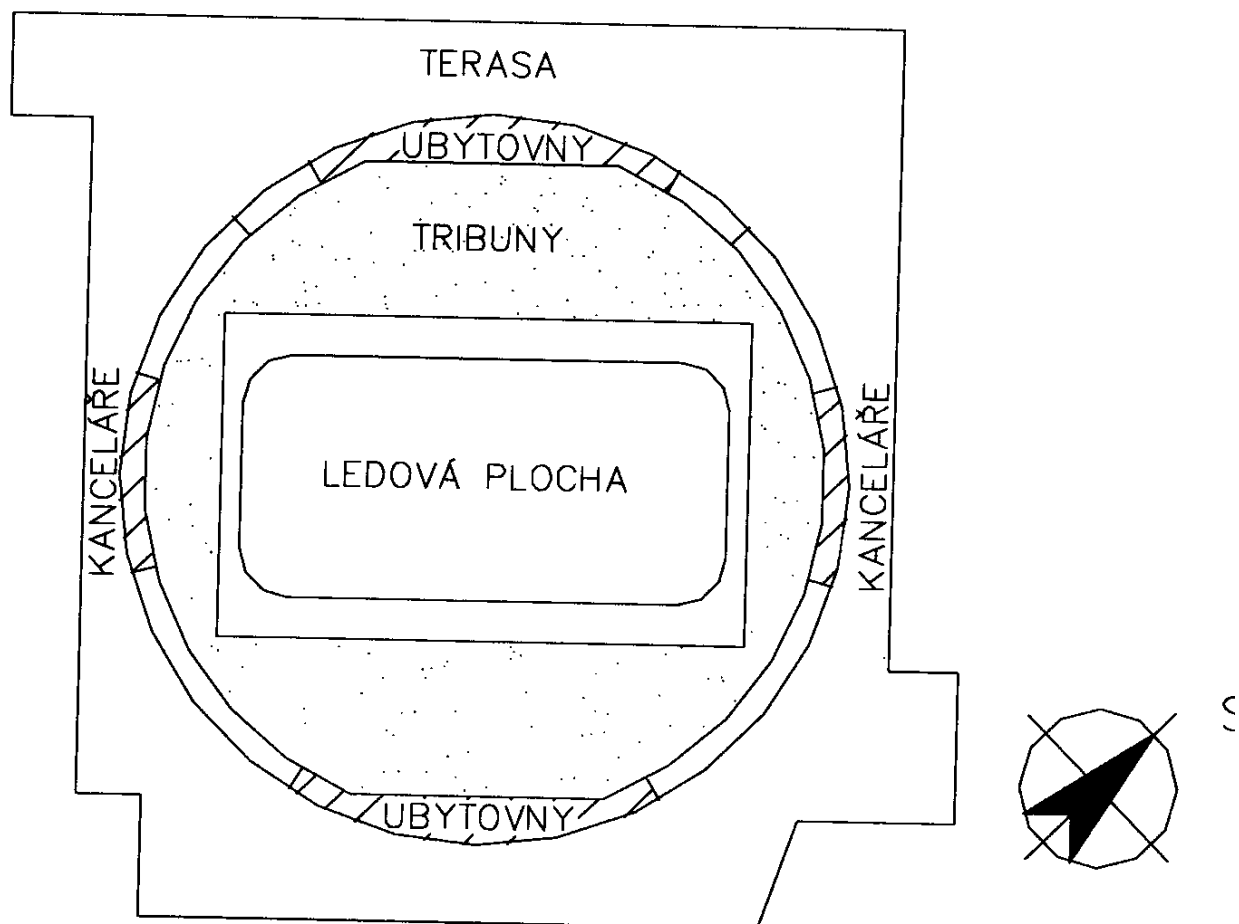 TERASA
UBYTOVNY
TRIBUNY
KANCELÁŘE
LEDOVÁ PLOCHA
KANCELÁŘE
UBYTOVNY
S